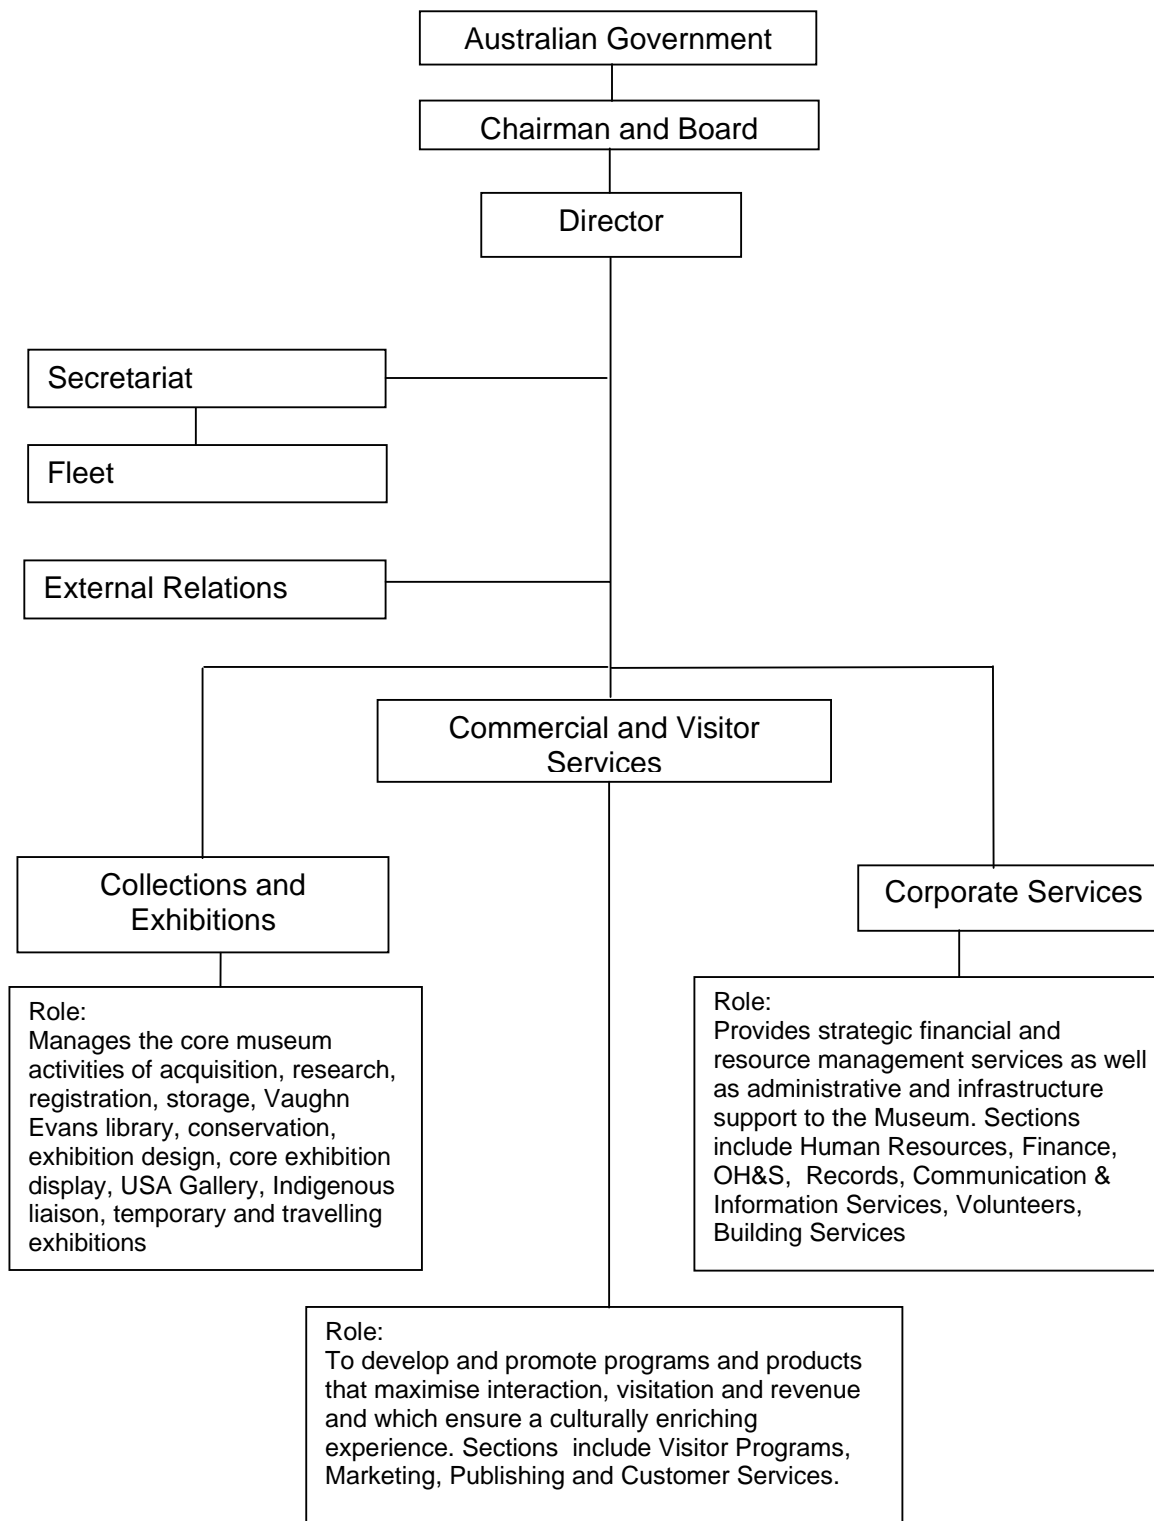 Australian Government
Chairman and Board
Director
Secretariat
Fleet
External Relations
Commercial and Visitor
Services
Collections and
Exhibitions
Corporate Services
Role:
Manages the core museum
activities of acquisition, research,
registration, storage, Vaughn
Evans library, conservation,
exhibition design, core exhibition
display, USA Gallery, Indigenous
liaison, temporary and travelling
exhibitions
Role:
Provides strategic financial and
resource management services as well
as administrative and infrastructure
support to the Museum. Sections
include Human Resources, Finance,
OH&S,  Records, Communication &
Information Services, Volunteers,
Building Services
Role:
To develop and promote programs and products
that maximise interaction, visitation and revenue
and which ensure a culturally enriching
experience. Sections  include Visitor Programs,
Marketing, Publishing and Customer Services.